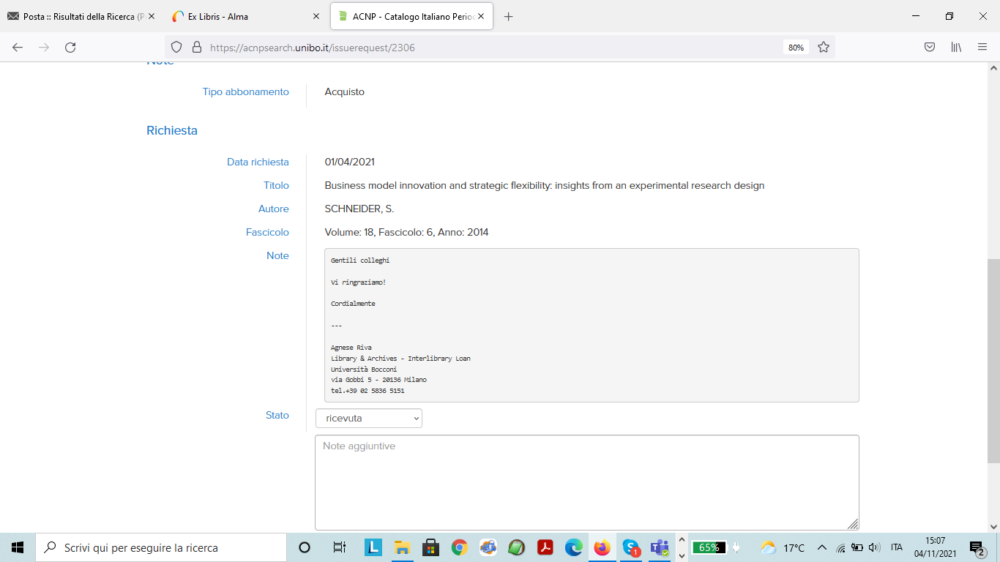 Posta :: Risultati della Ricerca (P
Ex Libris - Alma
ACNP - Catalogo Italiano Perio
https://acnpsearch.unibo.it/issuerequest/2306
80%
Note
Tipo abbonamento
Acquisto
Richiesta
Data richiesta
01/04/2021
Titolo
Business model innovation and strategic flexibility: insights from an experimental research design
Autore
SCHNEIDER, S.
Fascicolo
Volume: 18, Fascicolo: 6, Anno: 2014
Note
Gentili colleghi
Vi ringraziamo!
Cordialmente
---
Agnese Riva
Library & Archives - Interlibrary Loan
Università Bocconi
via Gobbi 5 - 20136 Milano
tel.+39 02 5836 5151
Stato
ricevuta
Note aggiuntive
Scrivi qui per eseguire la ricerca
L
S
1
65%
17°C
ITA
15:07
04/11/2021
2